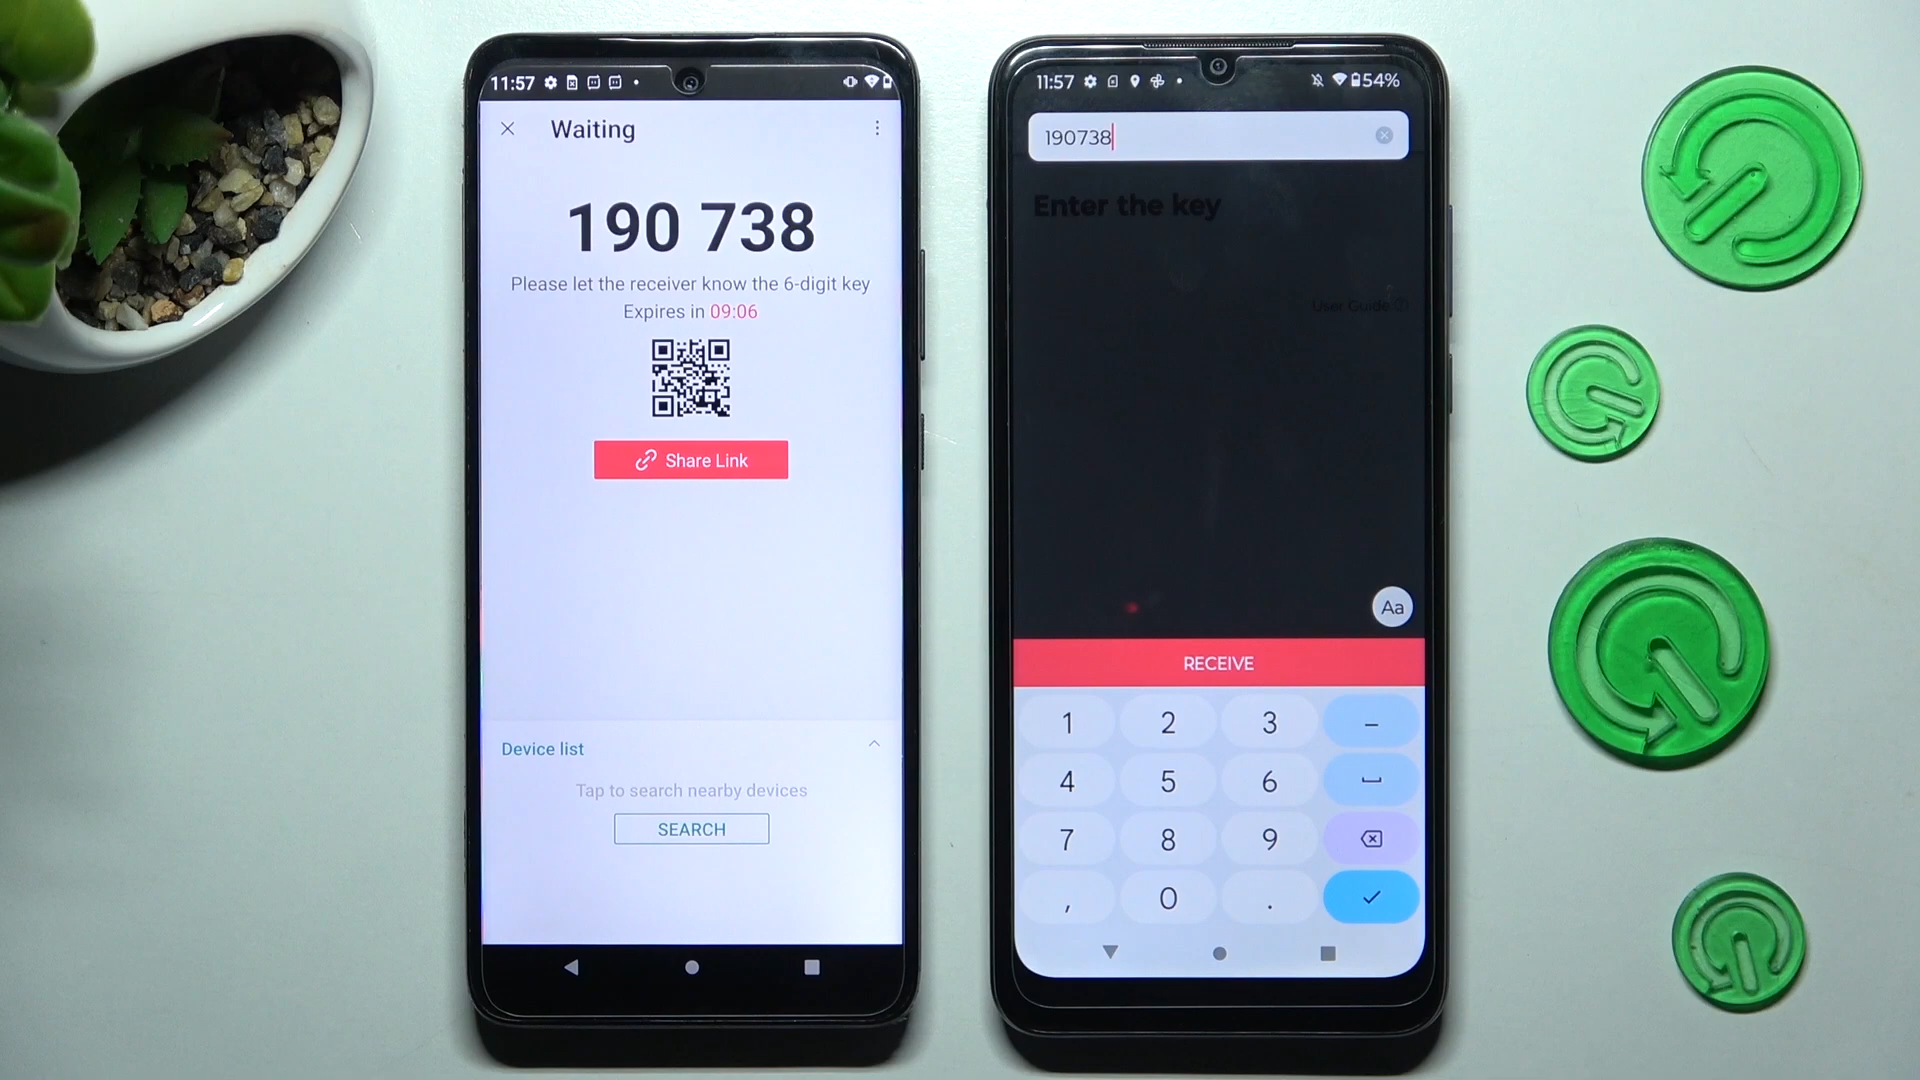 11:57
Waiting
190 738
Please let the receiver know the 6-digit key
Expires in 09:06
Share Link
Device list
Tap to search nearby devices
SEARCH
11:57 54%
190738
Enter the key
User Guide
Aa
RECEIVE
1 2 3 –
4 5 6
7 8 9
, 0 .